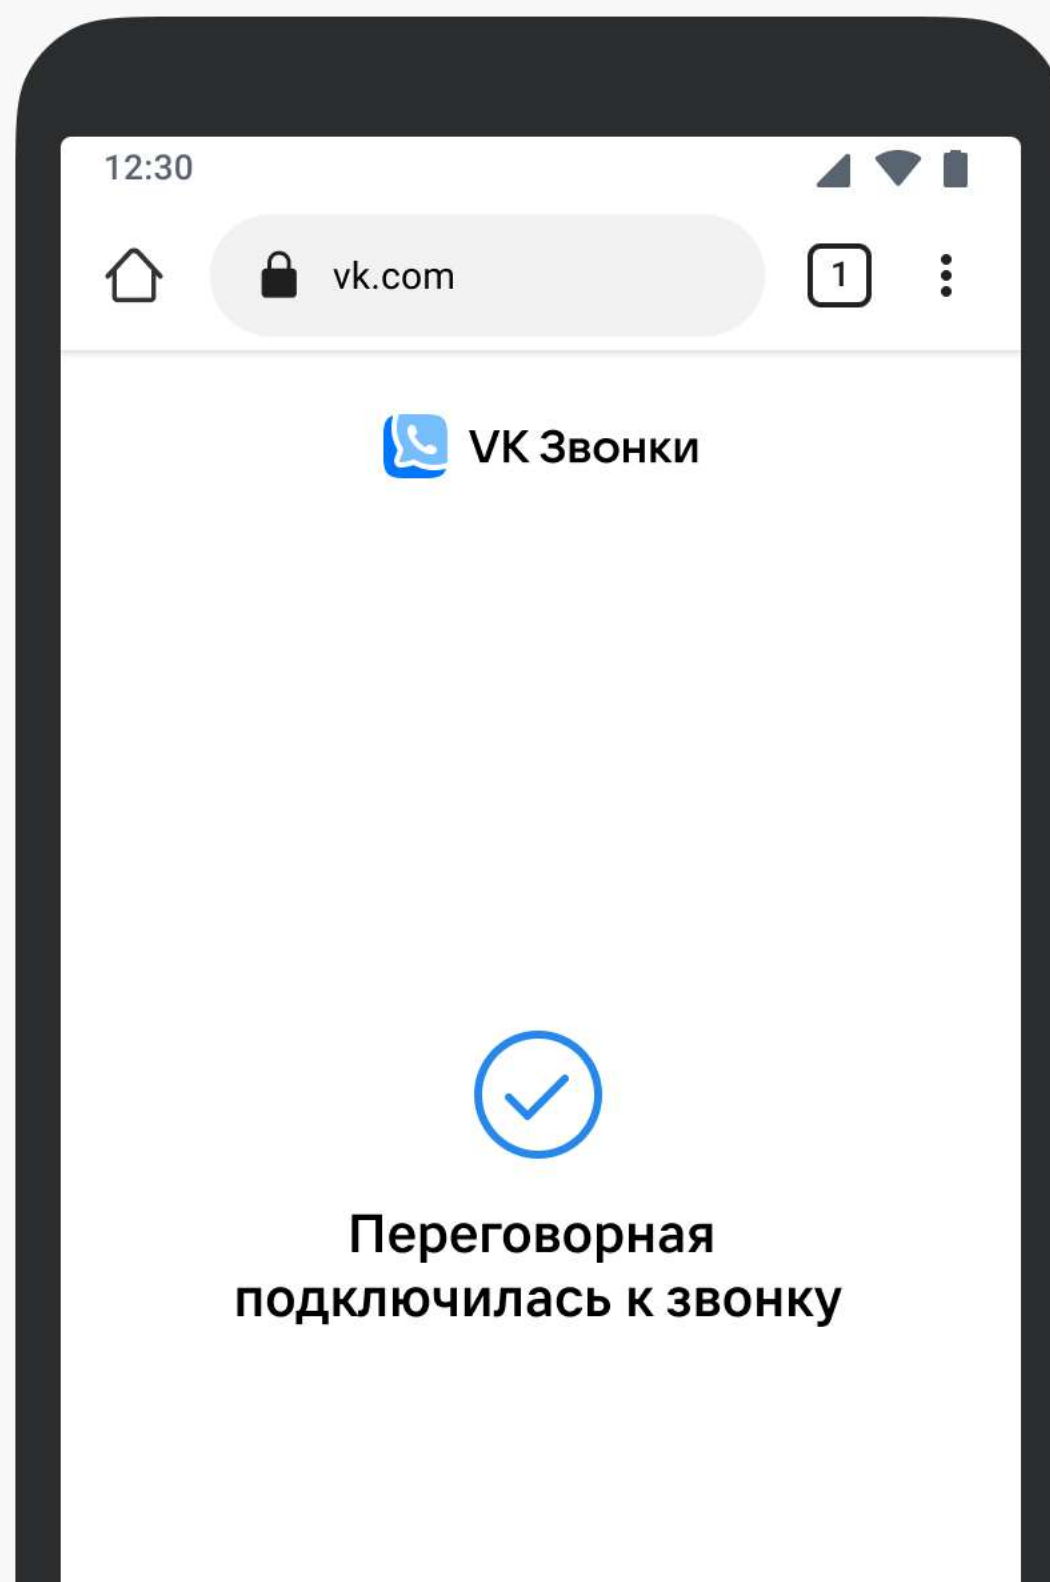 12:30
vk.com
1
VK Звонки
Переговорная
подключилась к звонку